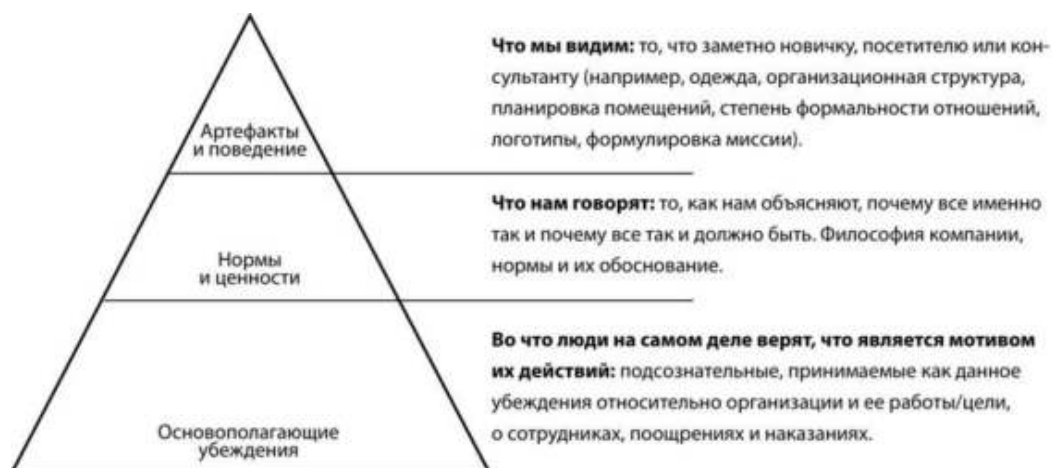 Что мы видим: то, что заметно новичку, посетителю или кон-
сультанту (например, одежда, организационная структура,
планировка помещений, степень формальности отношений,
логотипы, формулировка миссии).
Артефакты
и поведение
Что нам говорят: то, как нам объясняют, почему все именно
так и почему все так и должно быть. Философия компании,
нормы и их обоснование.
Нормы
и ценности
Во что люди на самом деле верят, что является мотивом
их действий: подсознательные, принимаемые как данное
убеждения относительно организации и ее работы/цели,
о сотрудниках, поощрениях и наказаниях.
Основополагающие
убеждения